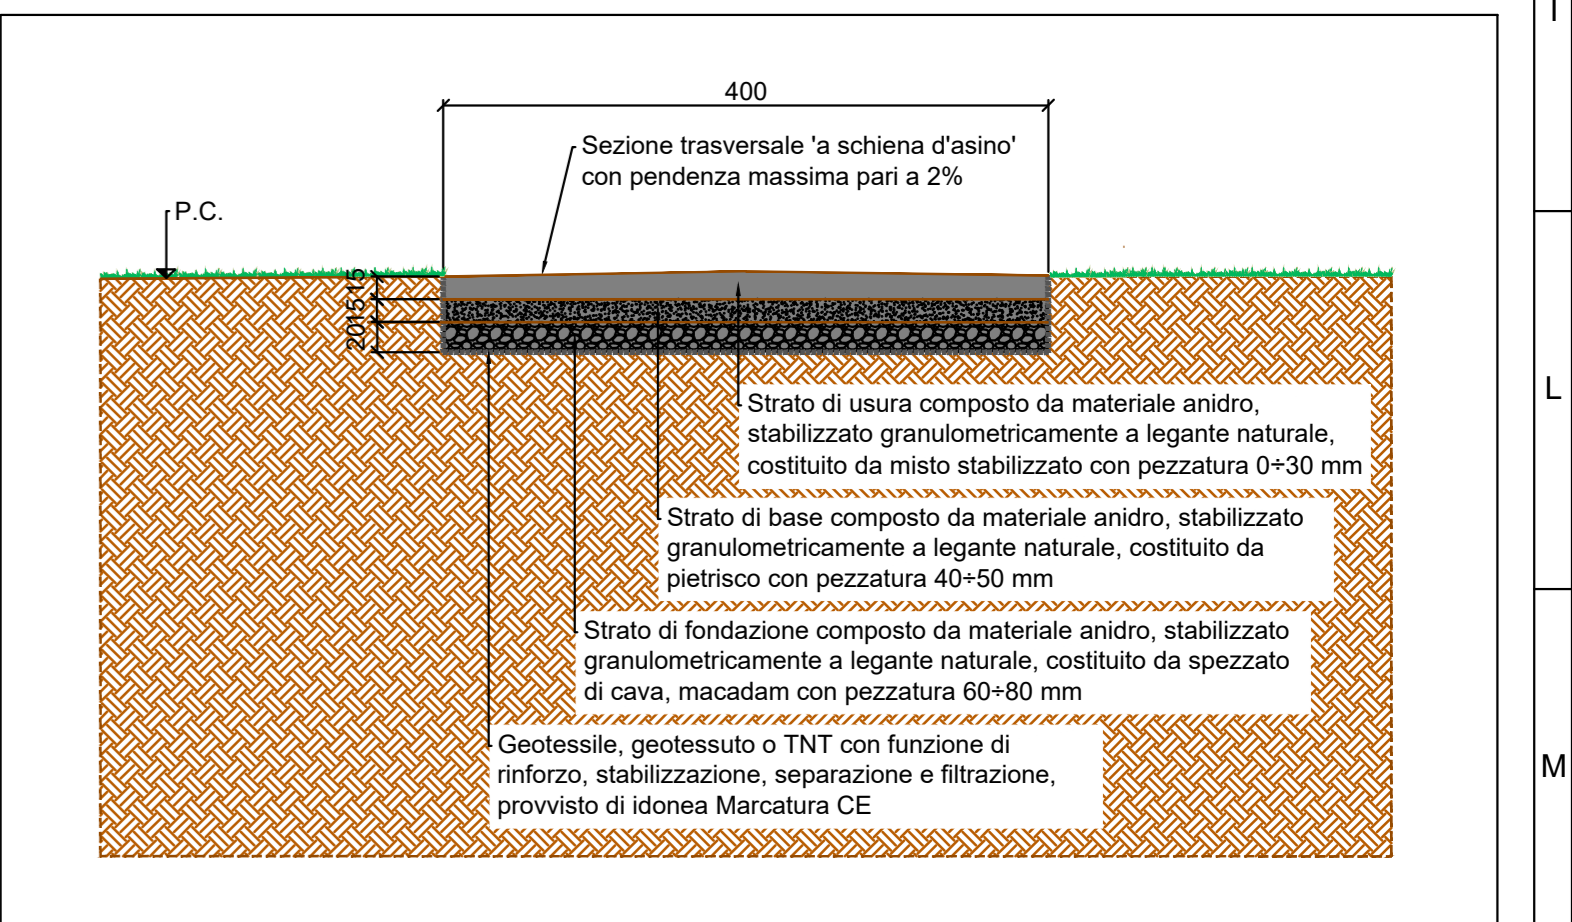 I
400
Sezione trasversale 'a schiena d'asino'
con pendenza massima pari a 2%
P.C.
15
15
20
L
Strato di usura composto da materiale anidro,
stabilizzato granulometricamente a legante naturale,
costituito da misto stabilizzato con pezzatura 0÷30 mm
Strato di base composto da materiale anidro, stabilizzato
granulometricamente a legante naturale, costituito da
pietrisco con pezzatura 40÷50 mm
Strato di fondazione composto da materiale anidro, stabilizzato
granulometricamente a legante naturale, costituito da spezzato
di cava, macadam con pezzatura 60÷80 mm
Geotessile, geotessuto o TNT con funzione di
rinforzo, stabilizzazione, separazione e filtrazione,
provvisto di idonea Marcatura CE
M